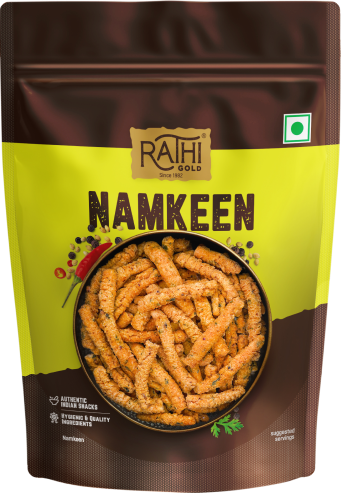 RATHI®
GOLD
Since 1982
NAMKEEN
AUTHENTIC
INDIAN SNACKS
HYGIENIC & QUALITY
INGREDIENTS
Namkeen
suggested
servings